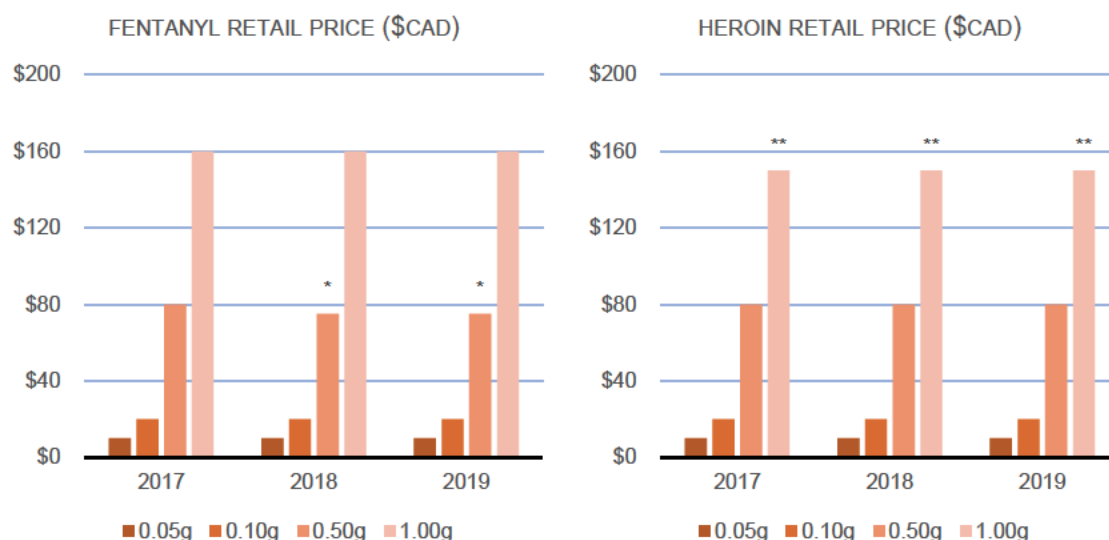 FENTANYL RETAIL PRICE ($CAD)
$200
$160
$120
$80
$40
$0
* *
2017 2018 2019
0.05g 0.10g 0.50g 1.00g
HEROIN RETAIL PRICE ($CAD)
$200
$160
$120
$80
$40
$0
** ** **
2017 2018 2019
0.05g 0.10g 0.50g 1.00g